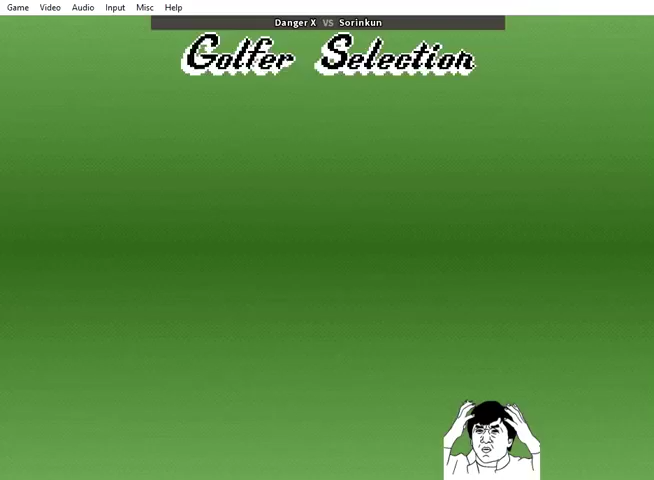 Game Video Audio Input Misc Help
Danger X VS Sorinkun
Golfer Selection